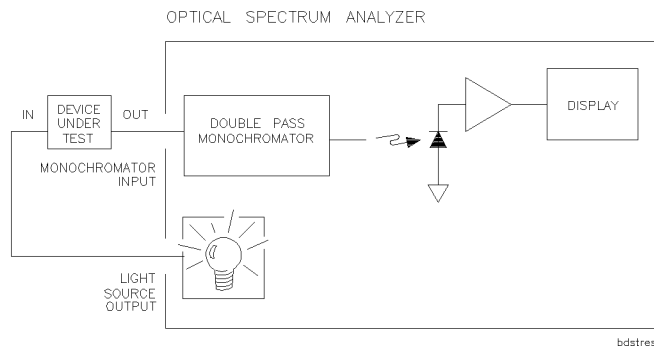 OPTICAL SPECTRUM ANALYZER
IN
DEVICE
UNDER
TEST
OUT
DOUBLE PASS
MONOCHROMATOR
DISPLAY
MONOCHROMATOR
INPUT
LIGHT
SOURCE
OUTPUT
bdstres